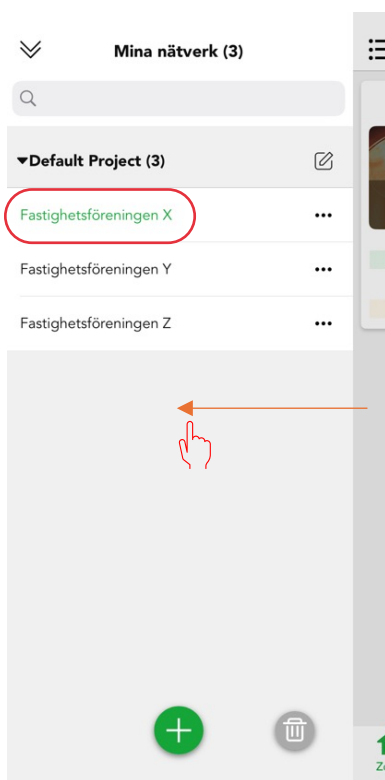 Mina nätverk (3)
Default Project (3)
Fastighetsföreningen X
Fastighetsföreningen Y
Fastighetsföreningen Z